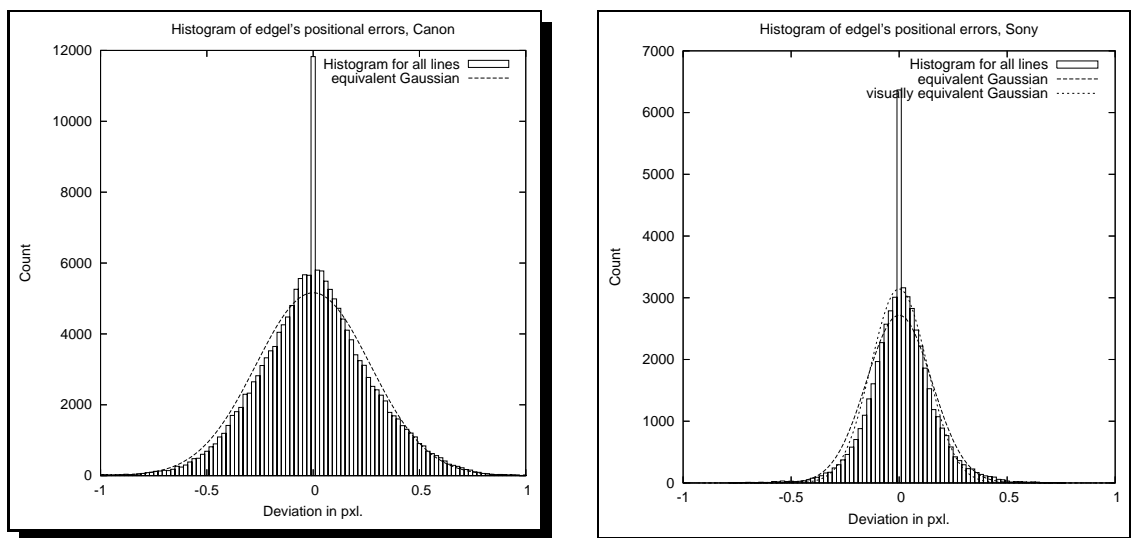 Histogram of edgel's positional errors, Canon
12000
10000
8000
6000
4000
2000
0
Count
Histogram for all lines
equivalent Gaussian
-1
-0.5
0
0.5
1
Deviation in pxl.
Histogram of edgel's positional errors, Sony
7000
6000
5000
4000
3000
2000
1000
0
Count
Histogram for all lines
equivalent Gaussian
visually equivalent Gaussian
-1
-0.5
0
0.5
1
Deviation in pxl.